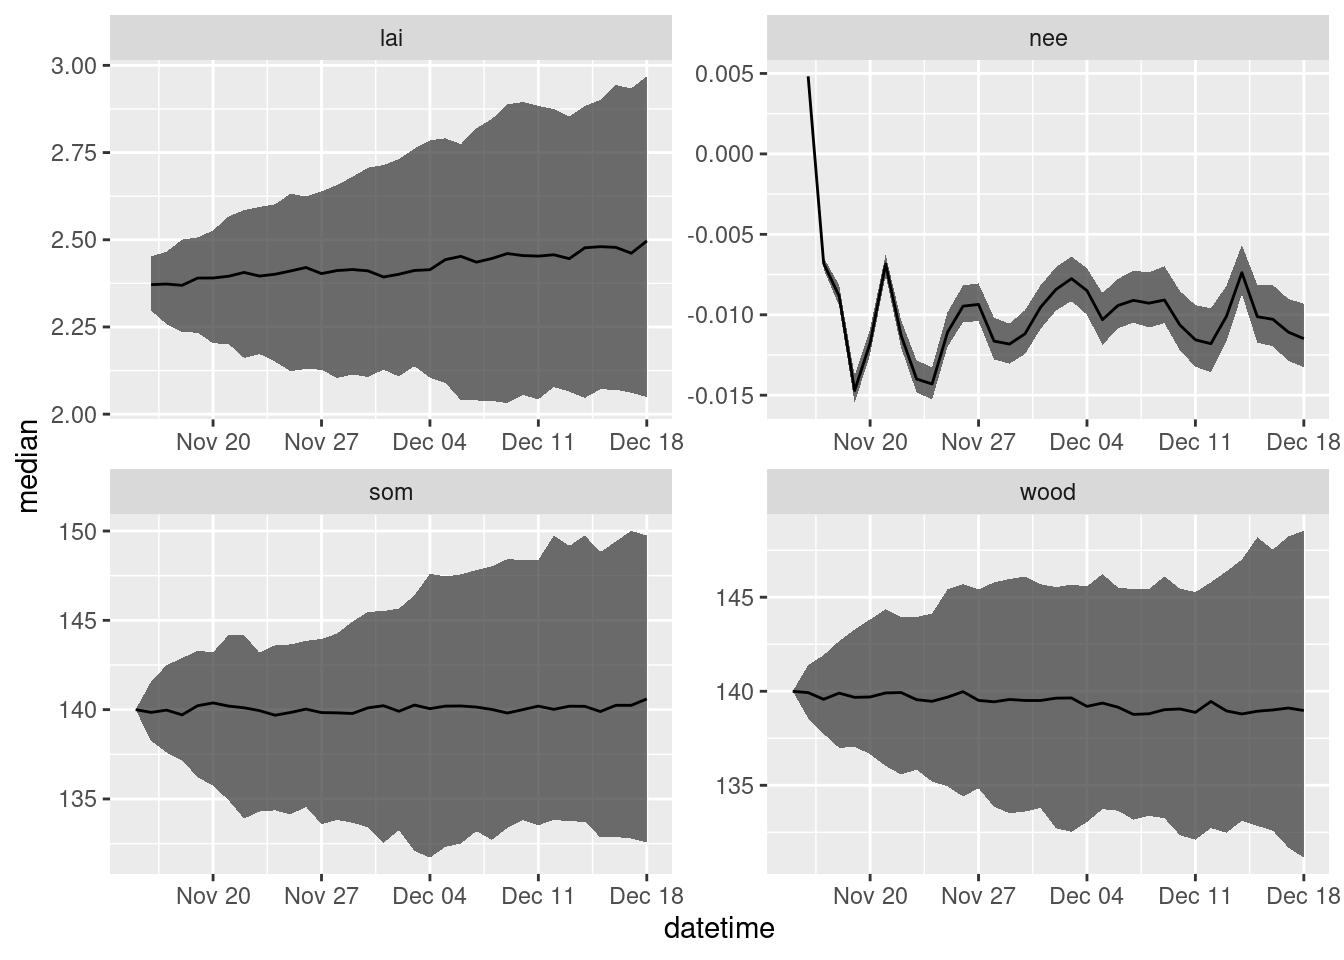 lai
nee
3.00
2.75
2.50
2.25
2.00
0.005
0.000
-0.005
-0.010
-0.015
Nov 20 Nov 27 Dec 04 Dec 11 Dec 18
Nov 20 Nov 27 Dec 04 Dec 11 Dec 18
median
som
wood
150
145
140
135
145
140
135
Nov 20 Nov 27 Dec 04 Dec 11 Dec 18
Nov 20 Nov 27 Dec 04 Dec 11 Dec 18
datetime